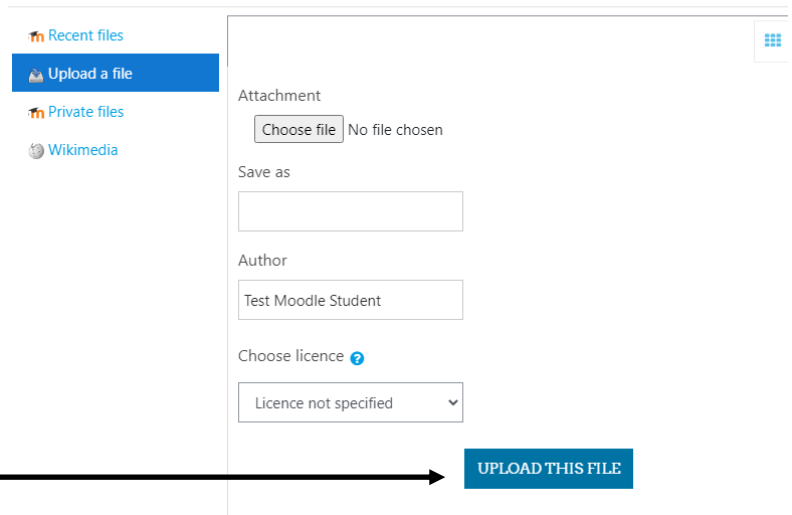 Recent files
Upload a file
Private files
Wikimedia
Attachment
Choose file No file chosen
Save as
Author
Test Moodle Student
Choose licence
Licence not specified
UPLOAD THIS FILE